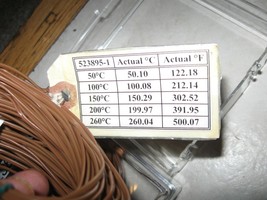 523895-1 Actual °C Actual °F
50°C 50.10 122.18
100°C 100.08 212.14
150°C 150.29 302.52
200°C 199.97 391.95
260°C 260.04 500.07